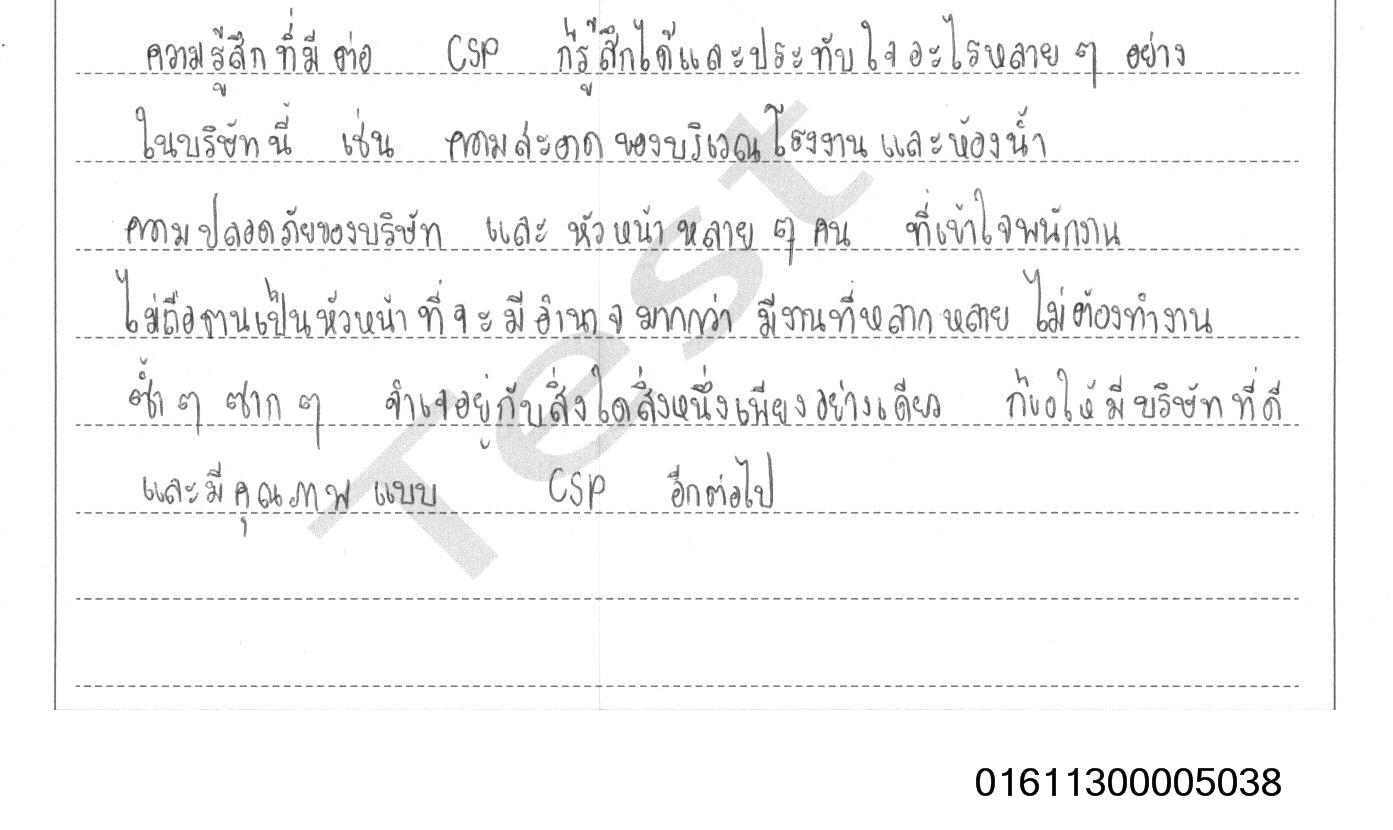 ความรู้สึกที่มีต่อ CSP ก็รู้สึกได้และประทับใจอะไรหลายๆ อย่าง
ในบริษัทนี้ เช่น ความสะอาดของบริเวณโรงงานและห้องน้ำ
ความปลอดภัยของบริษัท และหัวหน้าหลายๆ คน ที่เข้าใจพนักงาน
ไม่ถือตนเป็นหัวหน้าที่จะมีอำนาจมากกว่า มีงานที่หลากหลาย ไม่ต้องทำงาน
ซ้ำๆ ซากๆ จำเจอยู่กับสิ่งใดสิ่งหนึ่งเพียงอย่างเดียว ก็ขอให้มีบริษัทที่ดี
และมีคุณภาพ แบบ CSP อีกต่อไป
Test
01611300005038